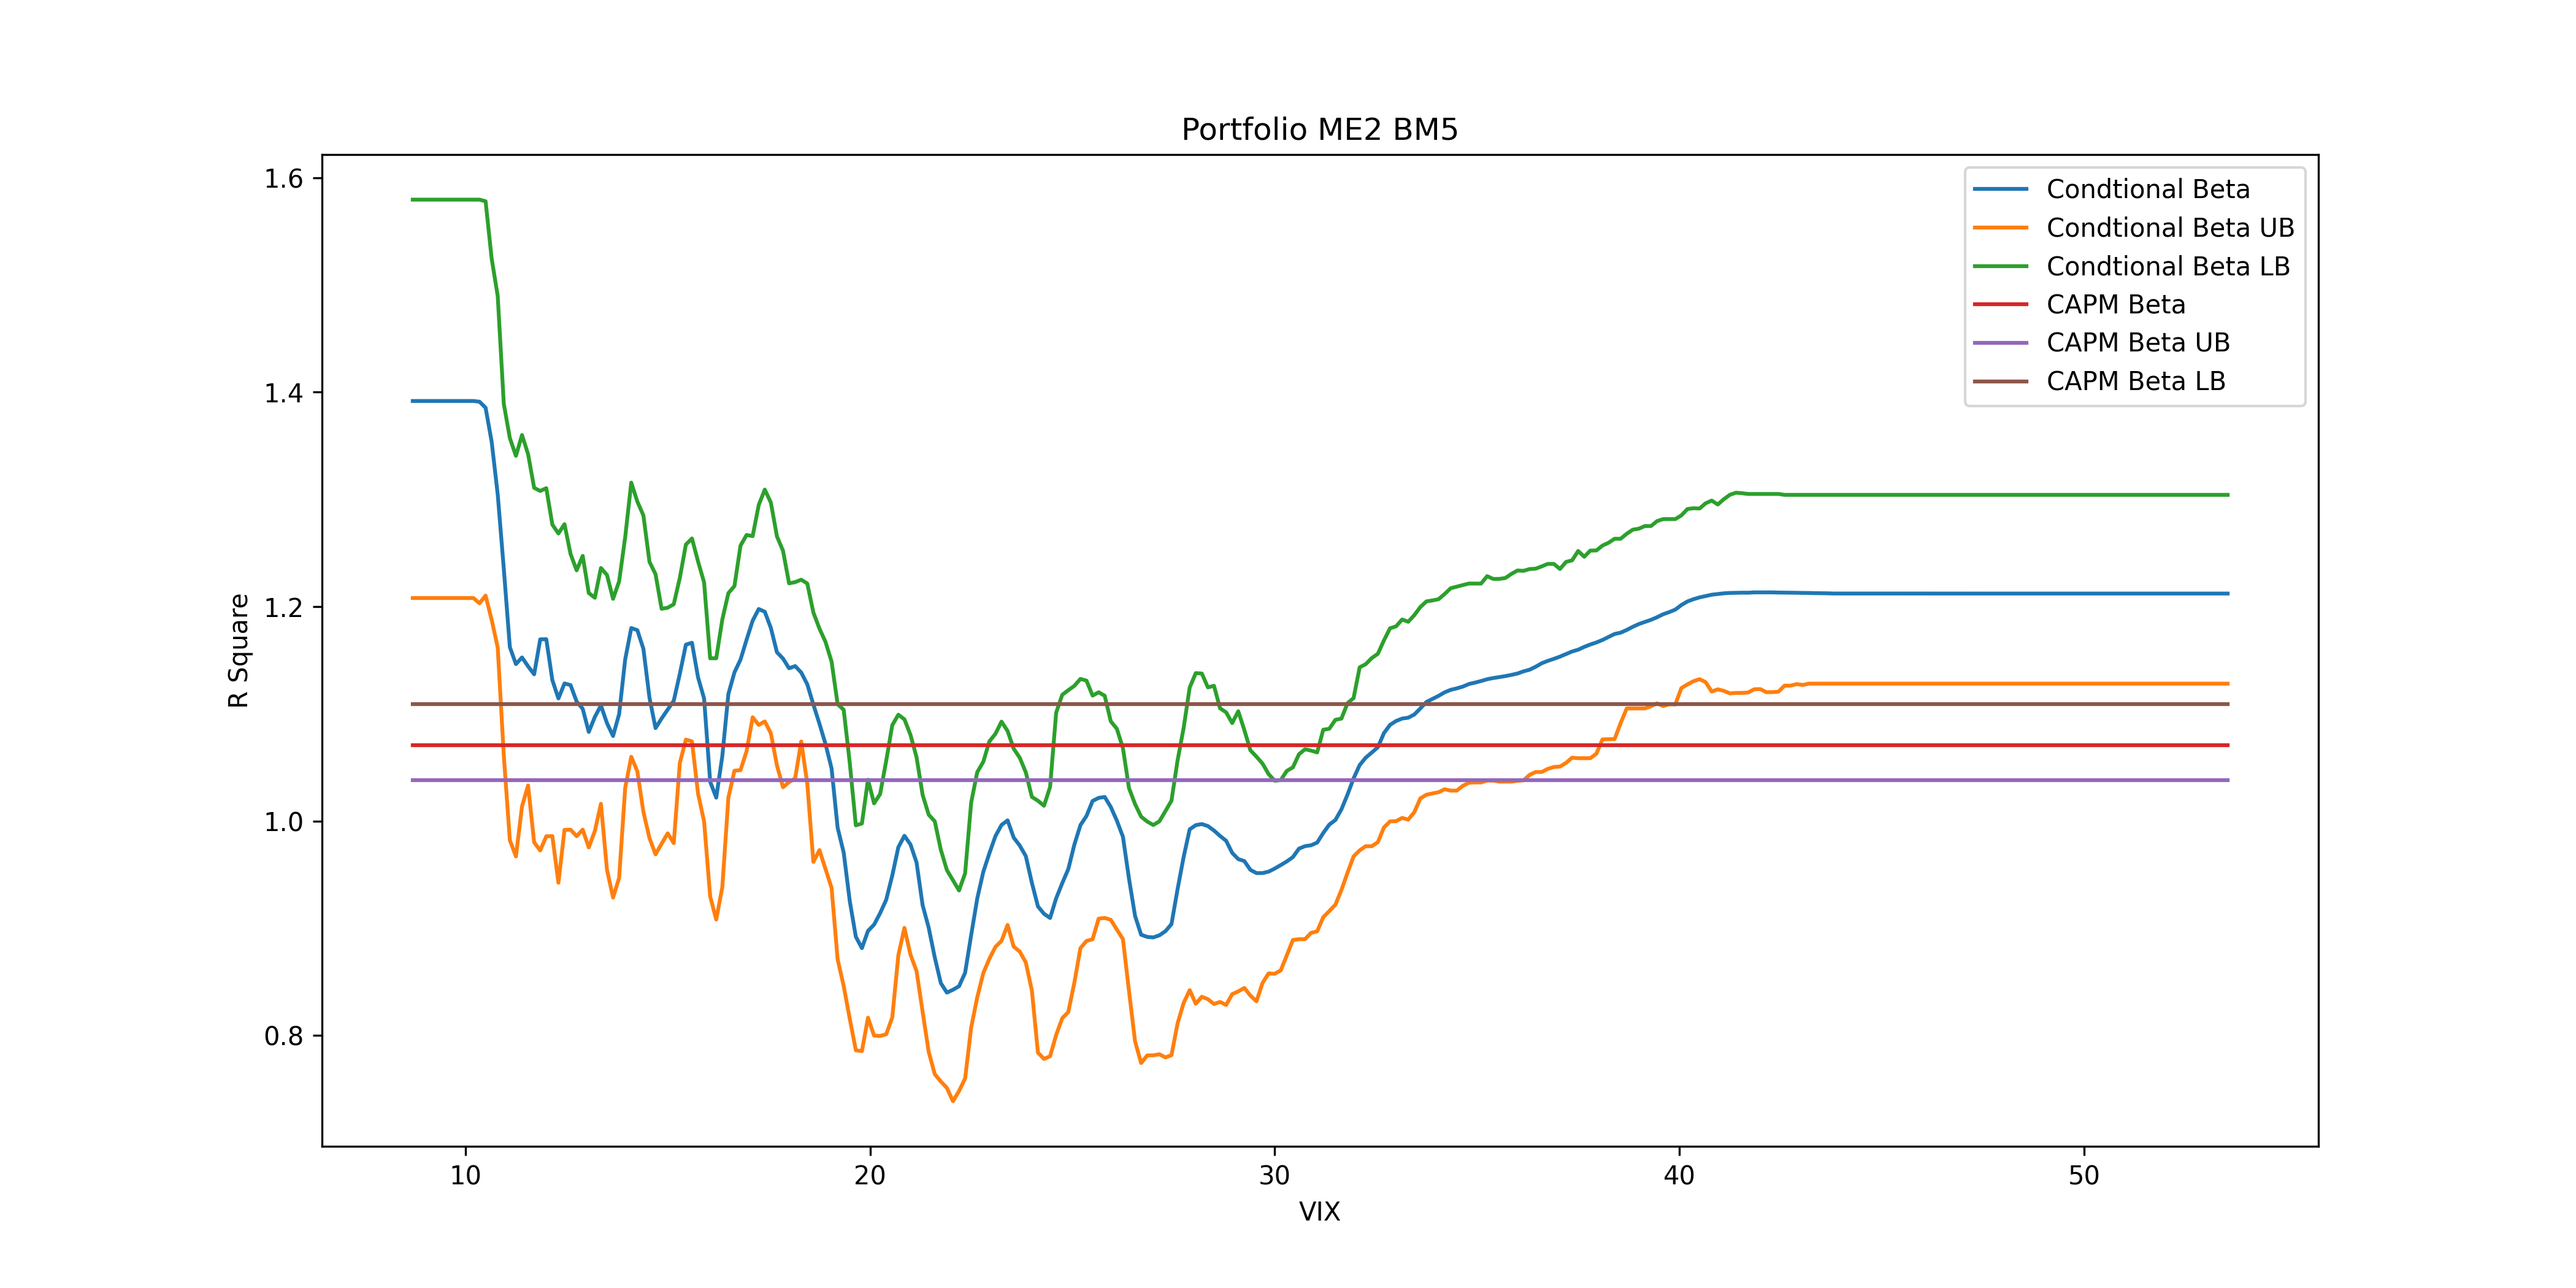 Portfolio ME2 BM5
1.6
1.4
1.2
1.0
0.8
R Square
Condtional Beta
Condtional Beta UB
Condtional Beta LB
CAPM Beta
CAPM Beta UB
CAPM Beta LB
10
20
30
40
50
VIX